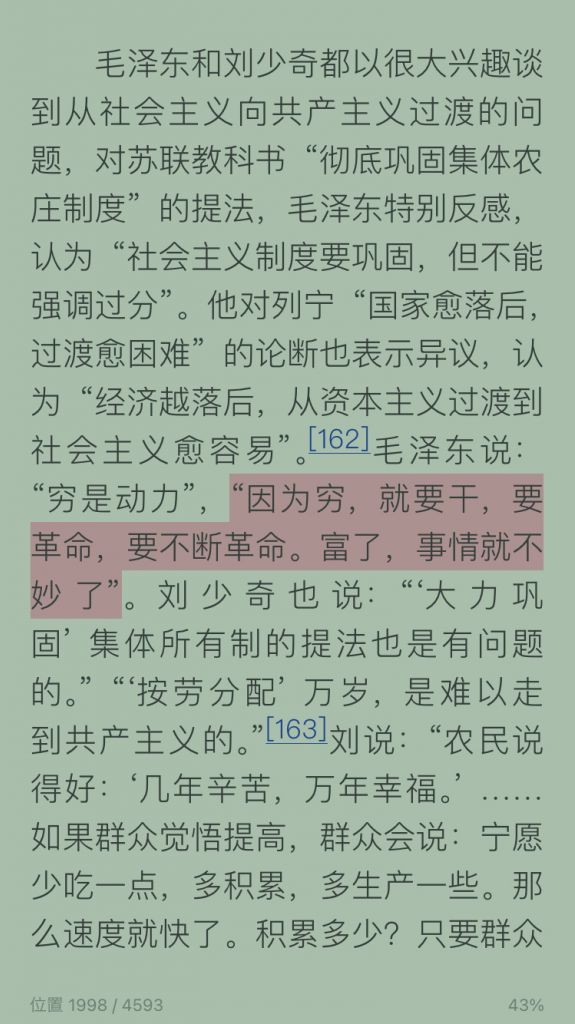 毛泽东和刘少奇都以很大兴趣谈
到从社会主义向共产主义过渡的问
题，对苏联教科书“彻底巩固集体农
庄制度”的提法，毛泽东特别反感，
认为“社会主义制度要巩固，但不能
强调过分”。他对列宁“国家愈落后，
过渡愈困难”的论断也表示异议，认
为“经济越落后，从资本主义过渡到
社会主义愈容易”。[162]毛泽东说：
“穷是动力”，“因为穷，就要干，要
革命，要不断革命。富了，事情就不
妙了”。刘少奇也说：“‘大力巩
固’集体所有制的提法也是有问题
的。”“‘按劳分配’万岁，是难以走
到共产主义的。”[163]刘说：“农民说
得好：‘几年辛苦，万年幸福。’……
如果群众觉悟提高，群众会说：宁愿
少吃一点，多积累，多生产一些。那
么速度就快了。积累多少？只要群众
位置 1998 / 4593 43%